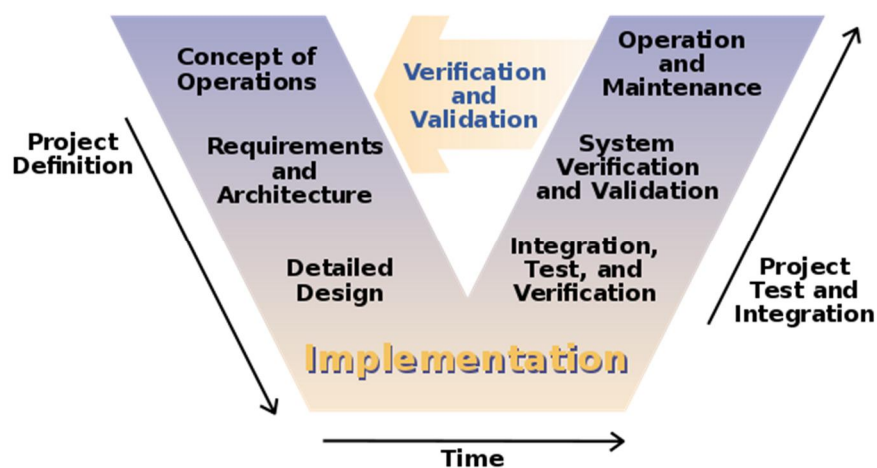 Concept of
Operations
Verification
and
Validation
Operation
and
Maintenance
Project
Definition
Requirements
and
Architecture
System
Verification
and Validation
Detailed
Design
Integration,
Test, and
Verification
Project
Test and
Integration
Implementation
Time